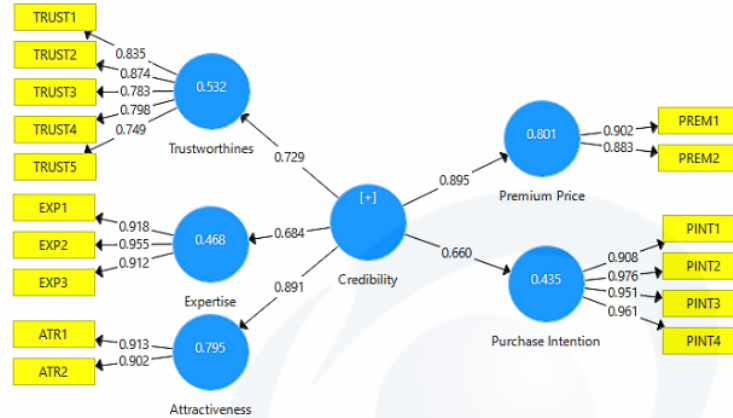 TRUST1
TRUST2
TRUST3
TRUST4
TRUST5
0.835
0.874
0.783
0.798
0.749
0.532
Trustworthines
0.729
EXP1
EXP2
EXP3
0.918
0.955
0.912
0.468
Expertise
0.684
ATR1
ATR2
0.913
0.902
0.795
Attractiveness
0.891
[+]
Credibility
0.895
0.801
Premium Price
0.902
0.883
PREM1
PREM2
0.660
0.435
Purchase Intention
0.908
0.976
0.951
0.961
PINT1
PINT2
PINT3
PINT4